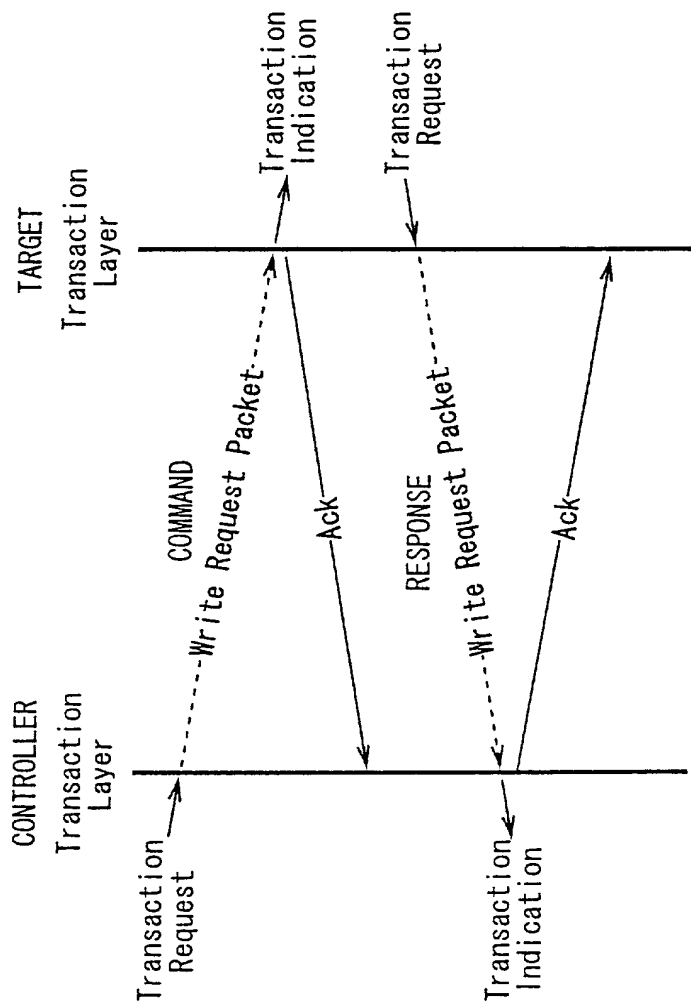 CONTROLLER
Transaction
Layer
TARGET
Transaction
Layer
Transaction
Request
COMMAND
Write Request Packet
Transaction
Indication
Ack
Transaction
Request
RESPONSE
Write Request Packet
Transaction
Indication
Ack